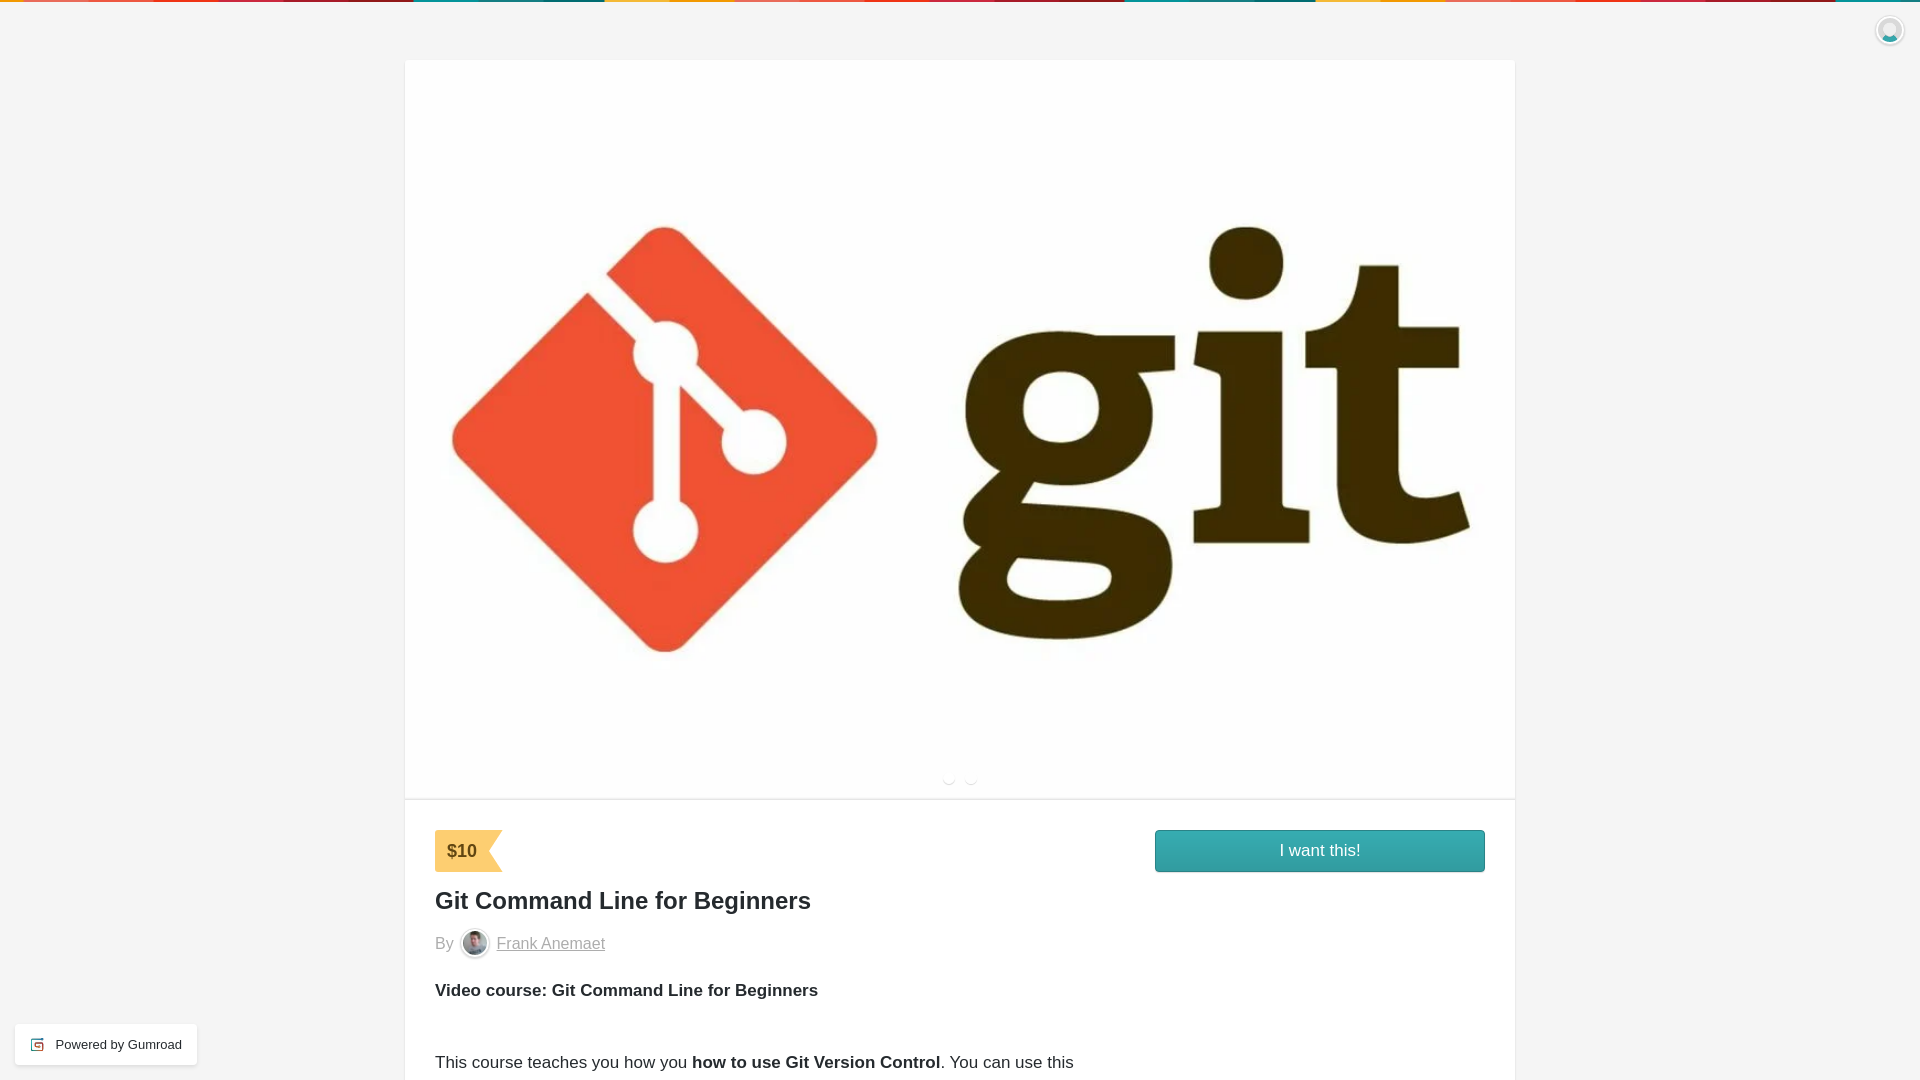 git
$10
I want this!
Git Command Line for Beginners
By Frank Anemaet
Video course: Git Command Line for Beginners
Powered by Gumroad
This course teaches you how you how to use Git Version Control. You can use this